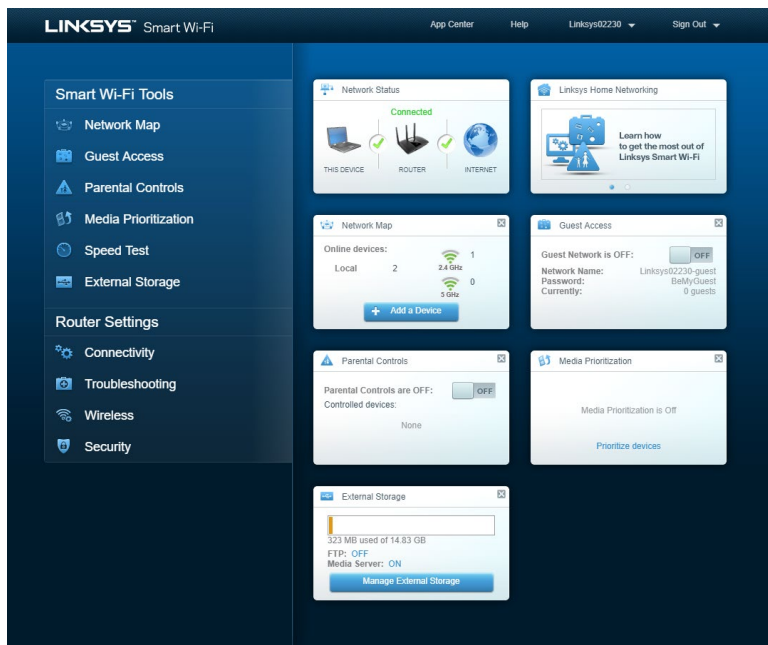 LINKSYS™ Smart Wi-Fi
App Center
Help
Linksys02230
Sign Out
Smart Wi-Fi Tools
Network Map
Guest Access
Parental Controls
Media Prioritization
Speed Test
External Storage
Router Settings
Connectivity
Troubleshooting
Wireless
Security
Network Status
Connected
THIS DEVICE
ROUTER
INTERNET
Linksys Home Networking
Learn how
to get the most out of
Linksys Smart Wi-Fi
Network Map
Online devices:
Local 2
1
2.4 GHz
0
5 GHz
+ Add a Device
Guest Access
Guest Network is OFF: OFF
Network Name: Linksys02230-guest
Password: BeMyGuest
Currently: 0 guests
Parental Controls
Parental Controls are OFF: OFF
Controlled devices:
None
Media Prioritization
Media Prioritization is Off
Prioritize devices
External Storage
323 MB used of 14.83 GB
FTP: OFF
Media Server: ON
Manage External Storage